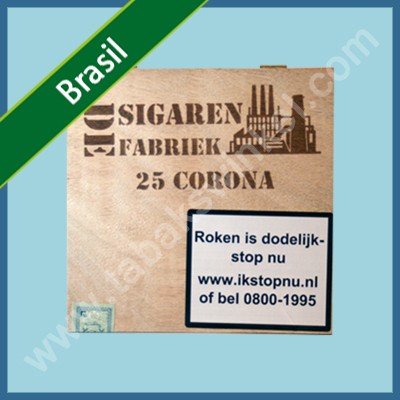 Brasil
DE SIGAREN
FABRIEK
25 CORONA
Roken is dodelijk-
stop nu
www.ikstopnu.nl
of bel 0800-1995
www.tabakswinkel.com